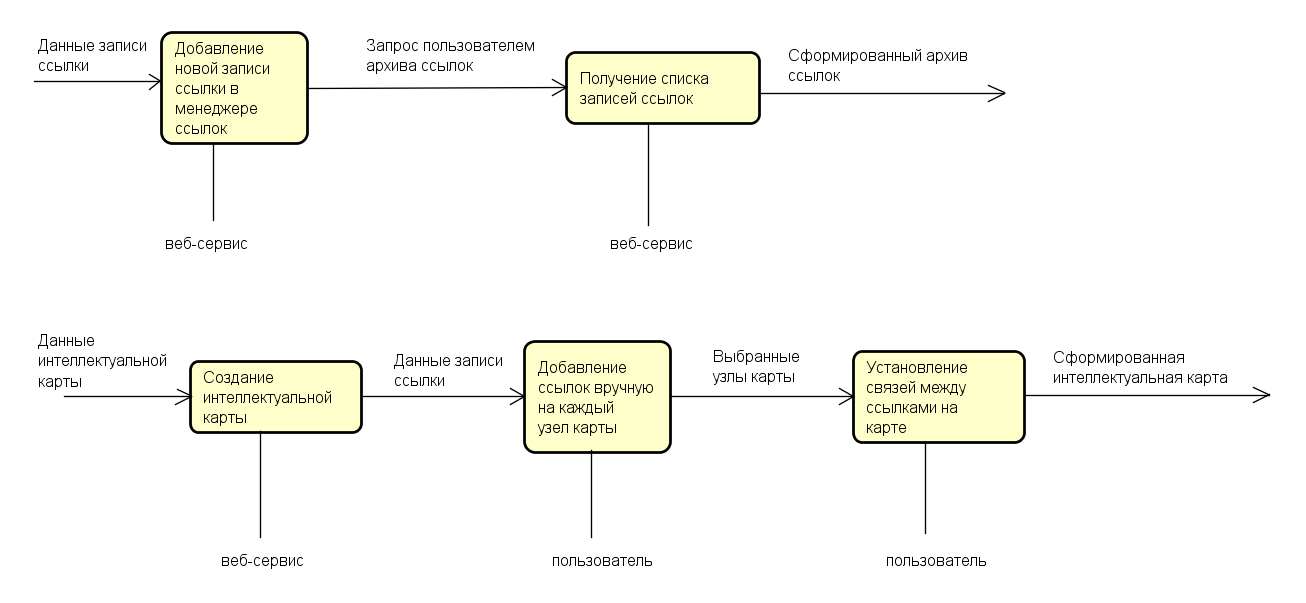 Данные записи
ссылки
Добавление
новой записи
ссылки в
менеджере
ссылок
Запрос пользователем
архива ссылок
Получение списка
записей ссылок
Сформированный архив
ссылок
веб-сервис
веб-сервис
Данные
интеллектуальной
карты
Создание
интеллектуальной
карты
Данные записи
ссылки
Добавление
ссылок вручную
на каждый
узел карты
Выбранные
узлы карты
Установление
связей между
ссылками на
карте
Сформированная
интеллектуальная карта
веб-сервис
пользователь
пользователь